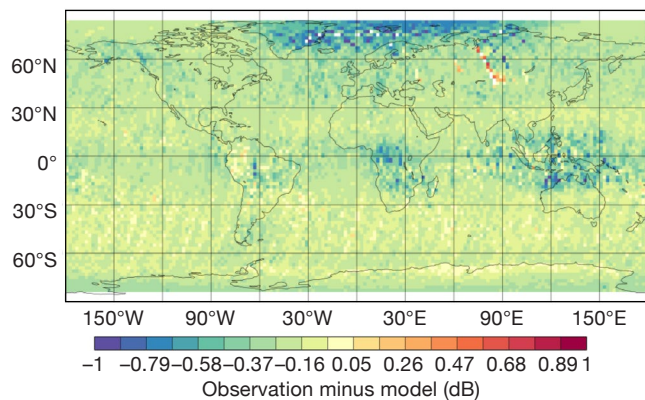 60°N
30°N
0°
30°S
60°S
150°W 90°W 30°W 30°E 90°E 150°E
−1 −0.79 −0.58 −0.37 −0.16 0.05 0.26 0.47 0.68 0.89 1
Observation minus model (dB)